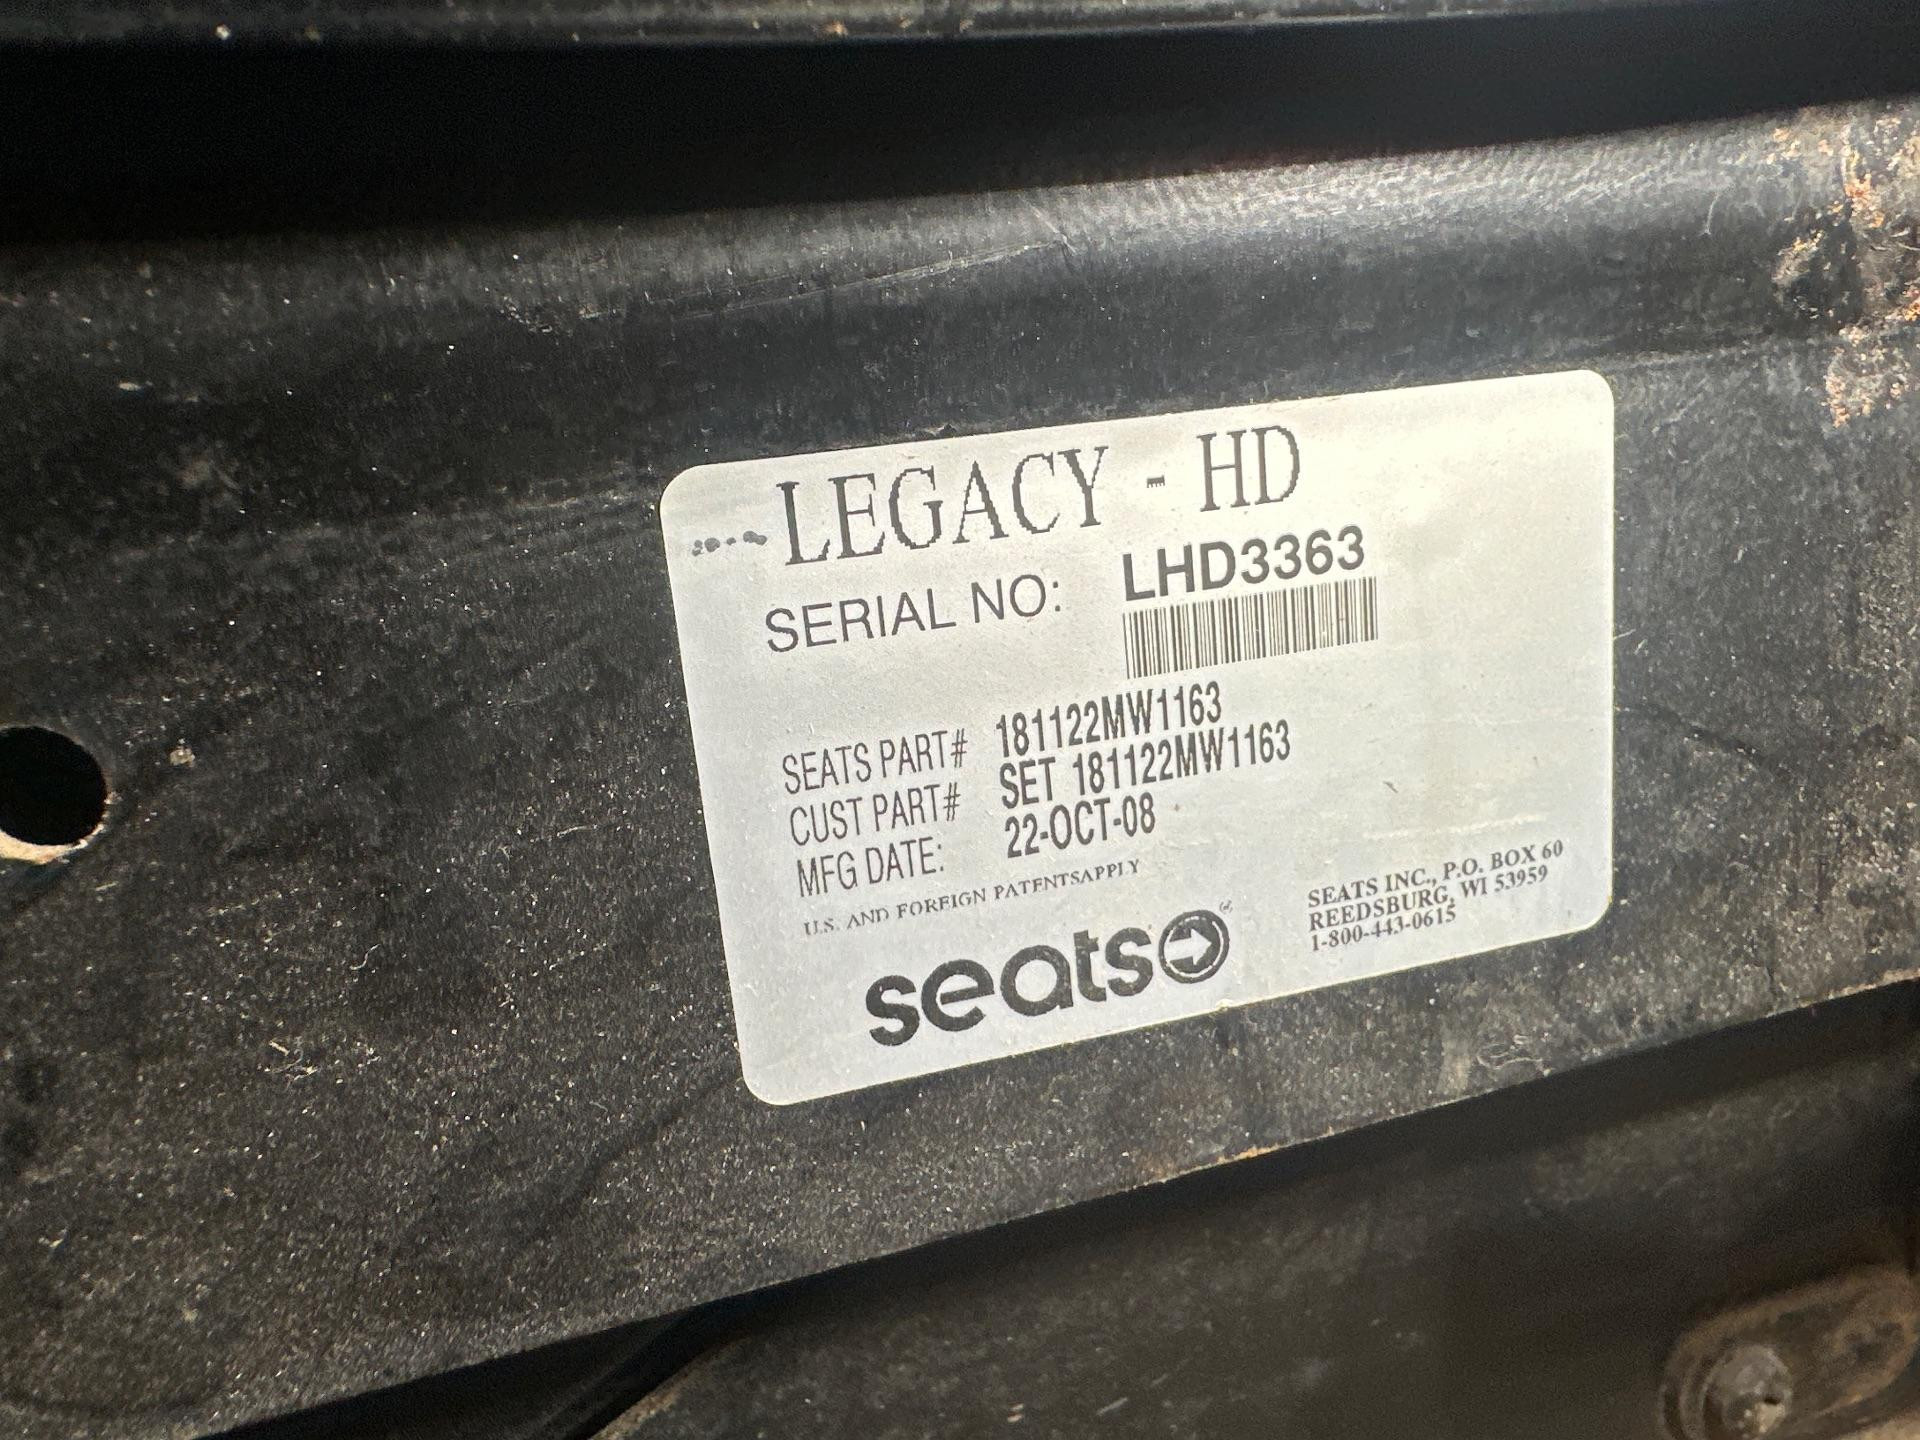 LEGACY - HD
SERIAL NO: LHD3363
SEATS PART# 181122MW1163
CUST PART# SET 181122MW1163
MFG DATE: 22-OCT-08
U.S. AND FOREIGN PATENTSAPPLY
seats
SEATS INC., P.O. BOX 60
REEDSBURG, WI 53959
1-800-443-0615